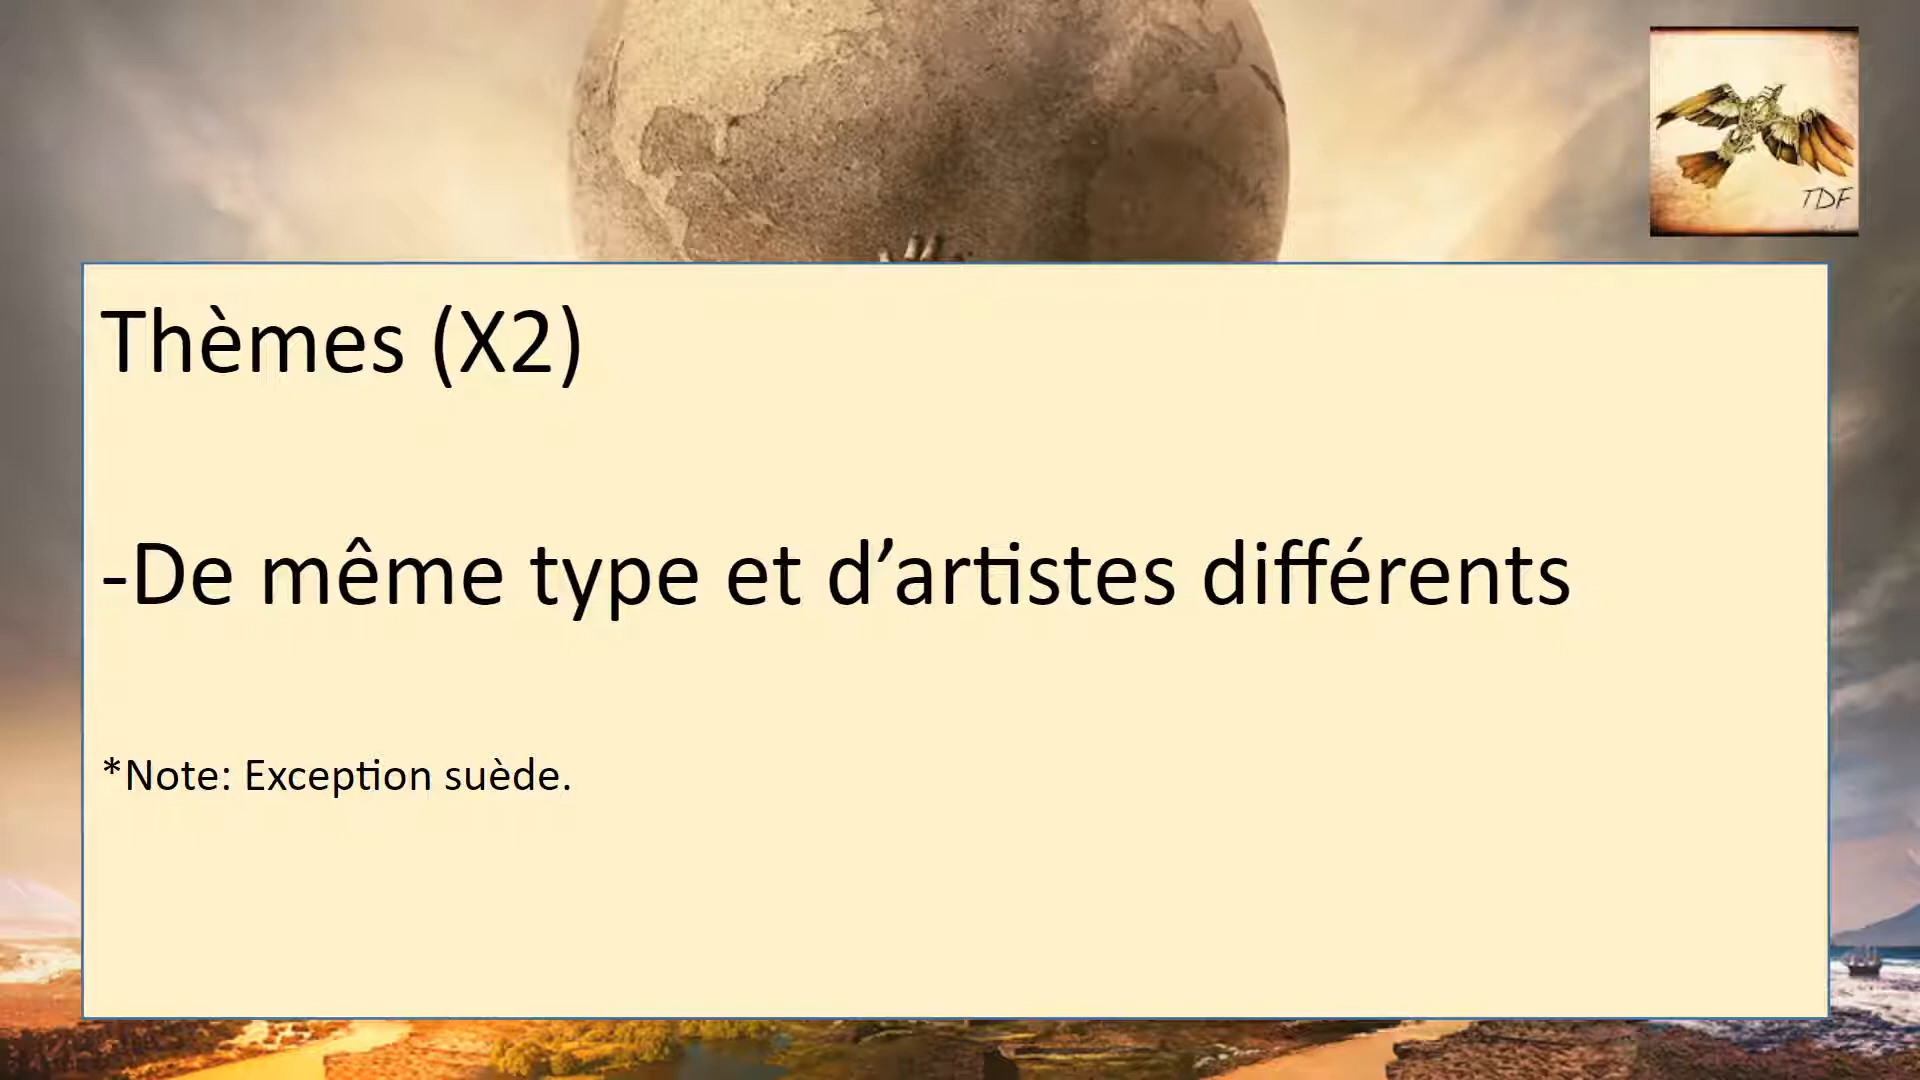 TDF
Thèmes (X2)
-De même type et d’artistes différents
*Note: Exception suède.